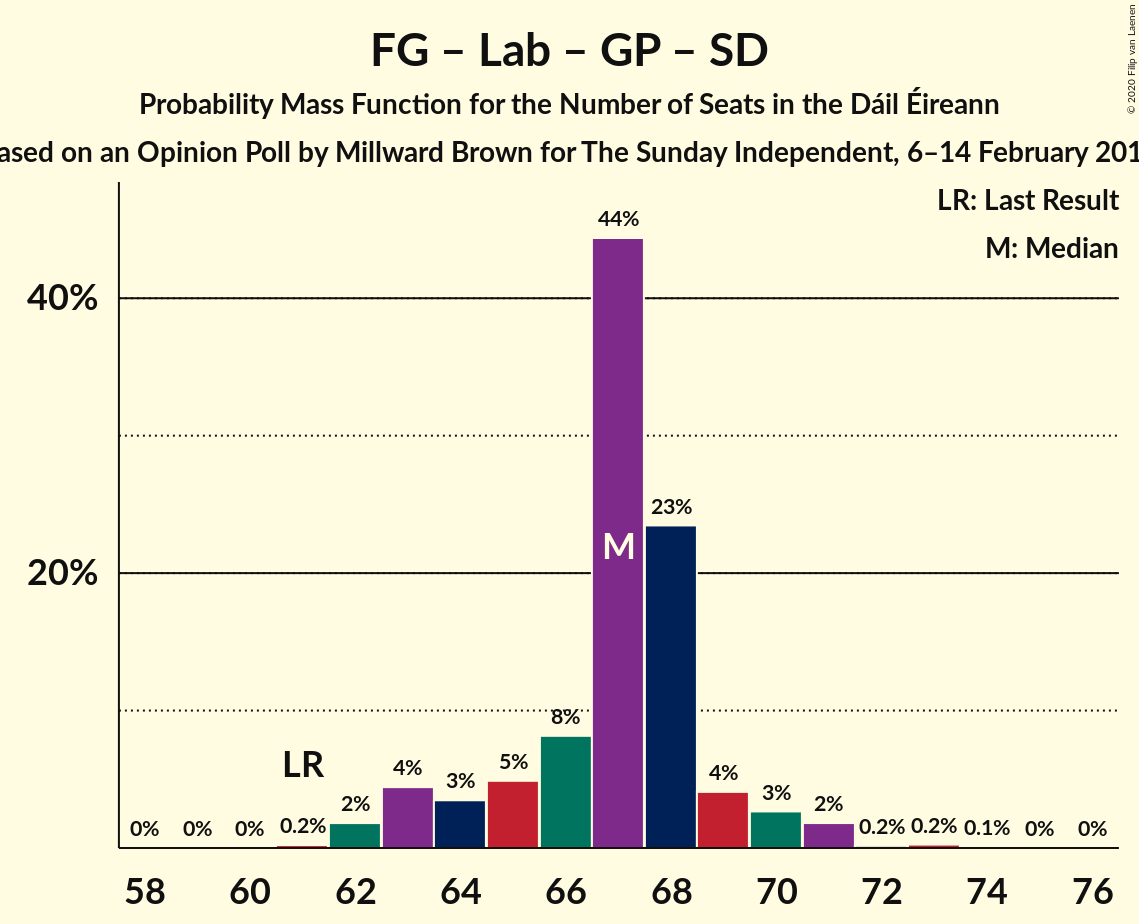 FG – Lab – GP – SD
Probability Mass Function for the Number of Seats in the Dáil Éireann
ased on an Opinion Poll by Millward Brown for The Sunday Independent, 6–14 February 201
© 2020 Filip van Laenen
LR: Last Result
M: Median
44%
40%
23%
M
20%
8%
LR
5%
4%
3%
4%
3%
2%
2%
0% 0% 0% 0.2% 0.2% 0.2% 0.1% 0% 0%
58 60 62 64 66 68 70 72 74 76